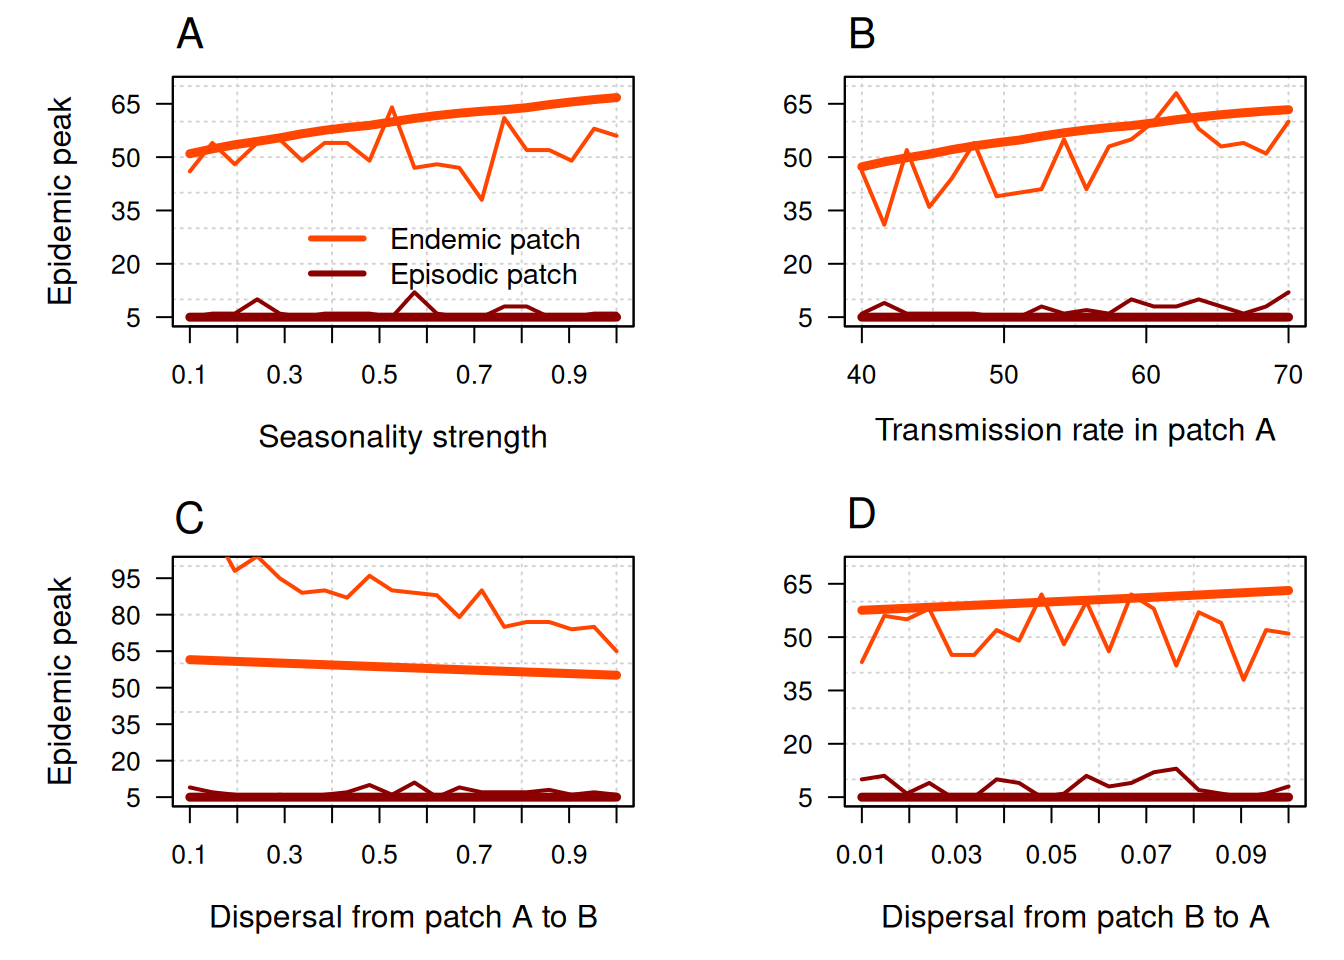 A
Epidemic peak
65
50
35
20
5
Endemic patch
Episodic patch
0.1 0.3 0.5 0.7 0.9
Seasonality strength
B
65
50
35
20
5
40 50 60 70
Transmission rate in patch A
C
Epidemic peak
95
80
65
50
35
20
5
0.1 0.3 0.5 0.7 0.9
Dispersal from patch A to B
D
65
50
35
20
5
0.01 0.03 0.05 0.07 0.09
Dispersal from patch B to A